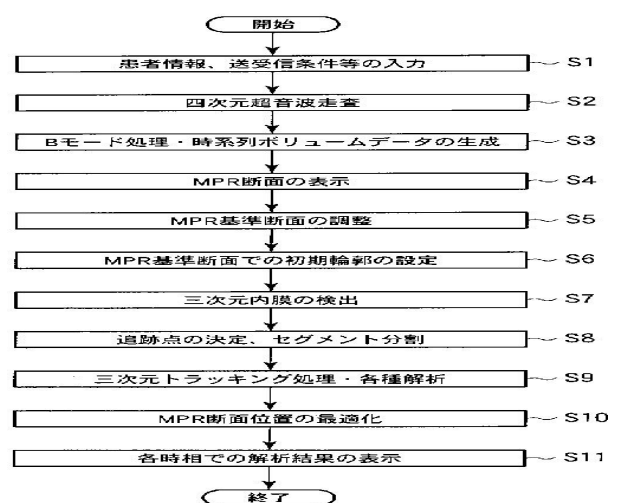 開始
患者情報、送受信条件等の入力 S1
四次元超音波走査 S2
Bモード処理・時系列ボリュームデータの生成 S3
MPR断面の表示 S4
MPR基準断面の調整 S5
MPR基準断面での初期輪郭の設定 S6
三次元内膜の検出 S7
追跡点の決定、セグメント分割 S8
三次元トラッキング処理・各種解析 S9
MPR断面位置の最適化 S10
各時相での解析結果の表示 S11
終了